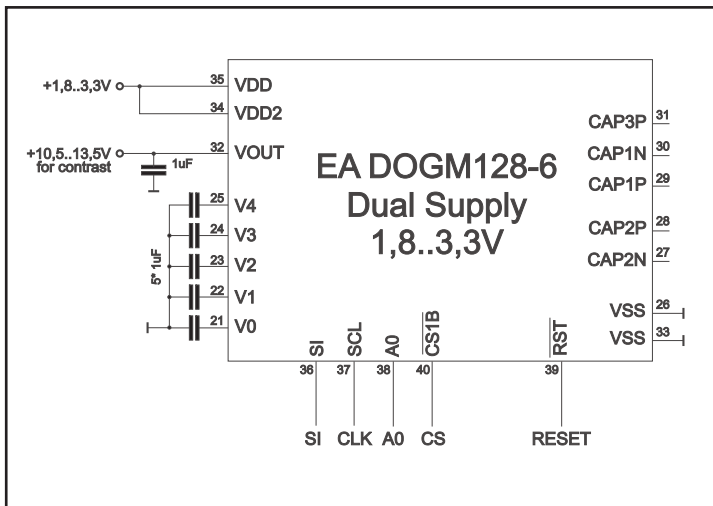 +1,8..3,3V
35 VDD
34 VDD2
+10,5..13,5V
for contrast
1uF
32 VOUT
25 V4
24 V3
23 V2
22 V1
21 V0
5* 1uF
EA DOGM128-6
Dual Supply
1,8..3,3V
CAP3P 31
CAP1N 30
CAP1P 29
CAP2P 28
CAP2N 27
VSS 26
VSS 33
SI SCL A0 CS1B RST
36 37 38 40 39
SI CLK A0 CS RESET